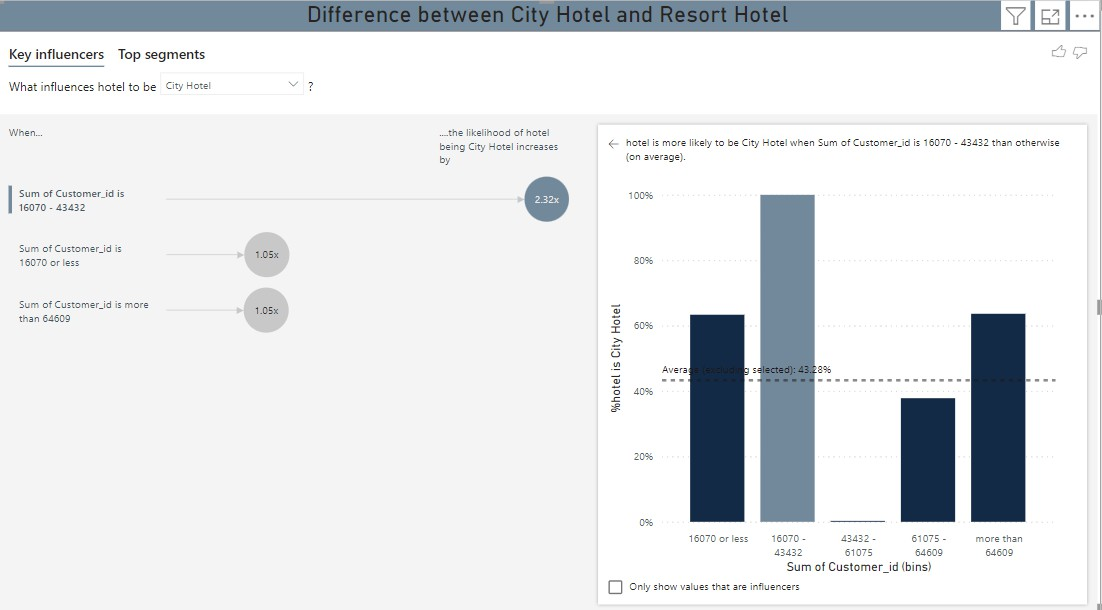 Difference between City Hotel and Resort Hotel
Key influencers Top segments
What influences hotel to be City Hotel ?
When...
....the likelihood of hotel
being City Hotel increases
by
Sum of Customer_id is
16070 - 43432
2.32x
Sum of Customer_id is
16070 or less
1.05x
Sum of Customer_id is more
than 64609
1.05x
hotel is more likely to be City Hotel when Sum of Customer_id is 16070 - 43432 than otherwise
(on average).
%hotel is City Hotel
100%
80%
60%
Average (excluding selected): 43.28%
40%
20%
0%
16070 or less
16070 -
43432
43432 -
61075
61075 -
64609
more than
64609
Sum of Customer_id (bins)
Only show values that are influencers